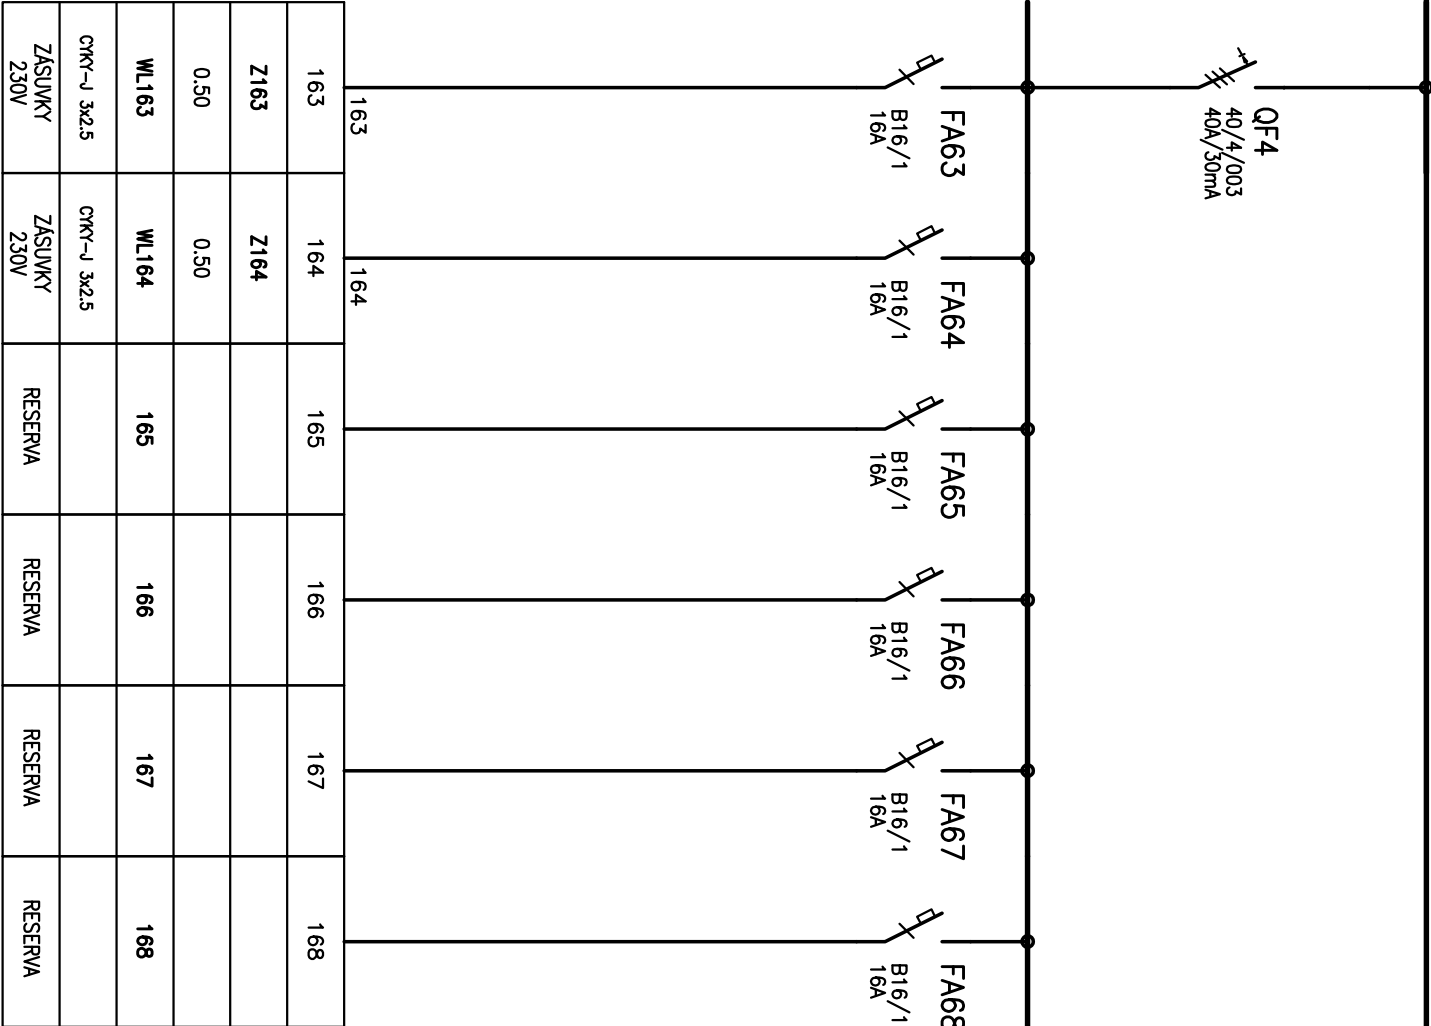 QF4
40/4/003
40A/30mA
FA63
B16/1
16A
FA64
B16/1
16A
FA65
B16/1
16A
FA66
B16/1
16A
FA67
B16/1
16A
FA68
B16/1
16A
163
164
163
164
165
166
167
168
Z163
Z164
0.50
0.50
WL163
WL164
165
166
167
168
CYKY-J 3x2.5
CYKY-J 3x2.5
ZÁSUVKY
230V
ZÁSUVKY
230V
RESERVA
RESERVA
RESERVA
RESERVA